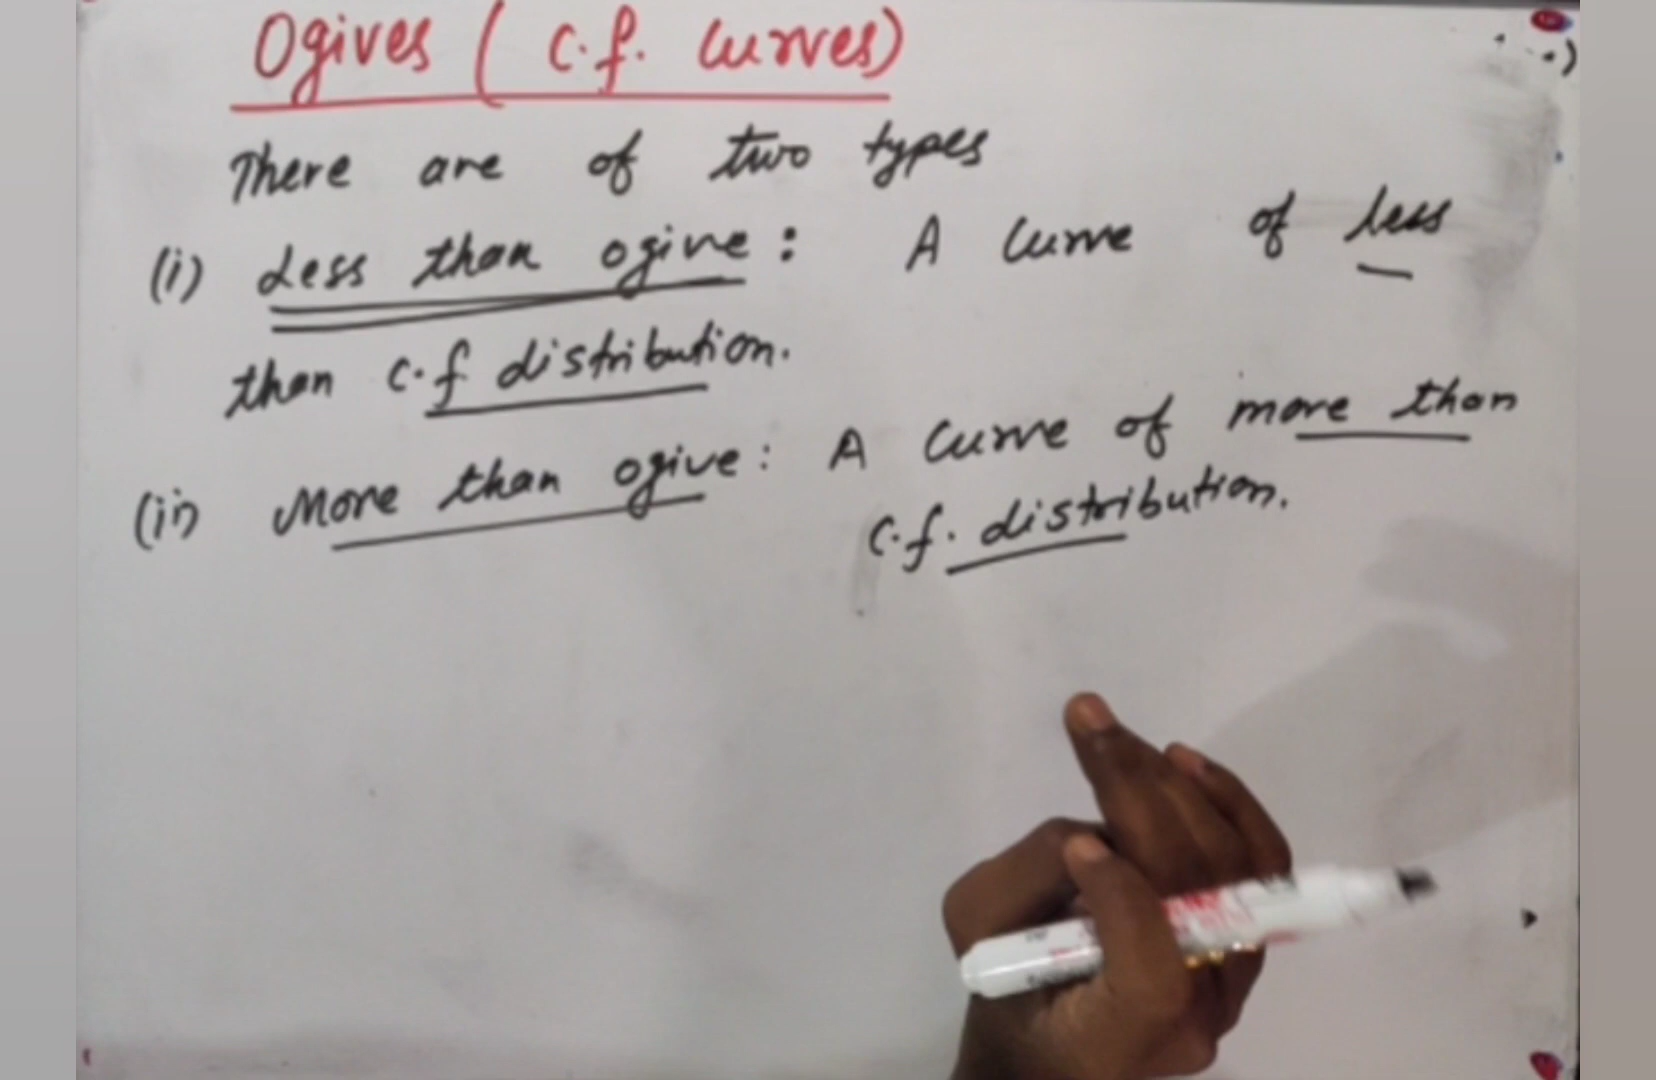 Ogives ( c.f. curves)
There are of two types
(i) Less than ogive : A curve of less
than c.f distribution.
(ii) More than ogive : A curve of more than
c.f. distribution.